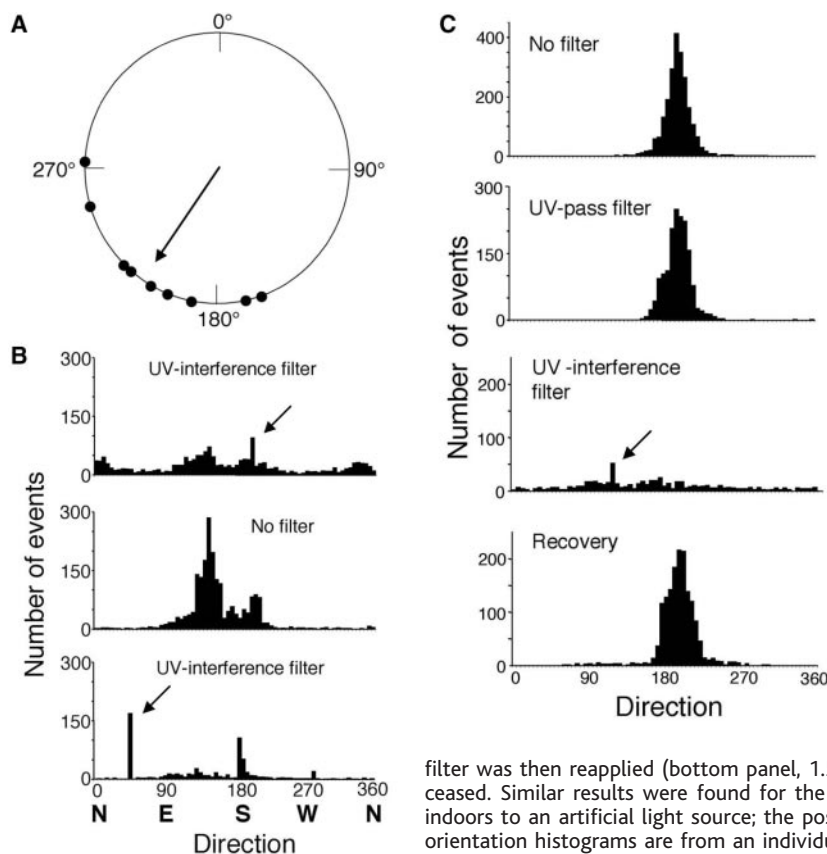 A
0°
270°
90°
180°
B
300
UV-interference filter
150
0
300
No filter
150
0
300
UV-interference filter
150
0
0 90 180 270 360
N E S W N
Direction
Number of events
C
400
No filter
200
0
300
UV-pass filter
150
0
200
UV -interference
filter
100
0
200
Recovery
100
0
0 90 180 270 360
Direction
Number of events
filter was then reapplied (bottom panel, 1.
ceased. Similar results were found for the
indoors to an artificial light source; the pos
orientation histograms are from an individu